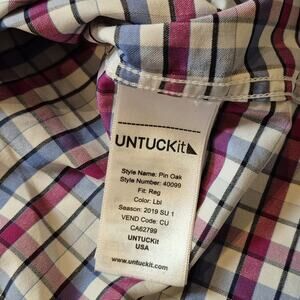 UNTUCKit
Style Name: Pin Oak
Style Number: 40099
Fit: Reg
Color: Lbl
Season: 2019 SU 1
VEND Code: CU
CA62799
UNTUCKit
USA
www.untuckit.com